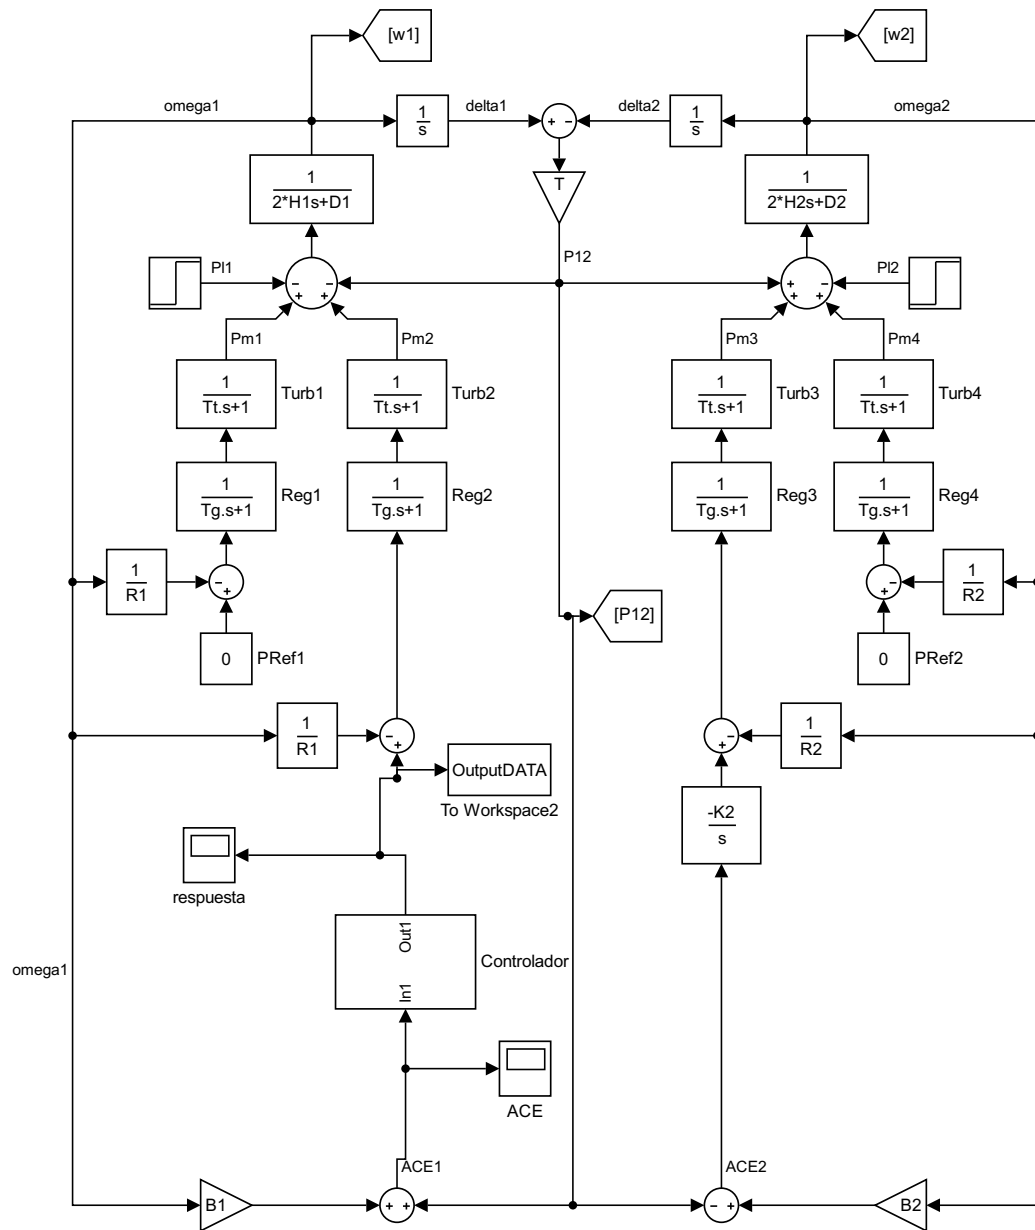 [w1]
[w2]
omega1
1
s
delta1
+ -
delta2
1
s
omega2
1
2*H1s+D1
T
1
2*H2s+D2
P12
Pl1
- -
+ +
+ -
+ +
Pl2
Pm1
Pm2
Pm3
Pm4
1
Tt.s+1
Turb1
1
Tt.s+1
Turb2
1
Tt.s+1
Turb3
1
Tt.s+1
Turb4
1
Tg.s+1
Reg1
1
Tg.s+1
Reg2
1
Tg.s+1
Reg3
1
Tg.s+1
Reg4
1
R1
-
+
-
+
1
R2
[P12]
0
PRef1
0
PRef2
1
R1
-
+
-
+
1
R2
OutputDATA
To Workspace2
-K2
s
respuesta
Out1
In1
Controlador
omega1
ACE
ACE1
ACE2
B1
+ +
- +
B2